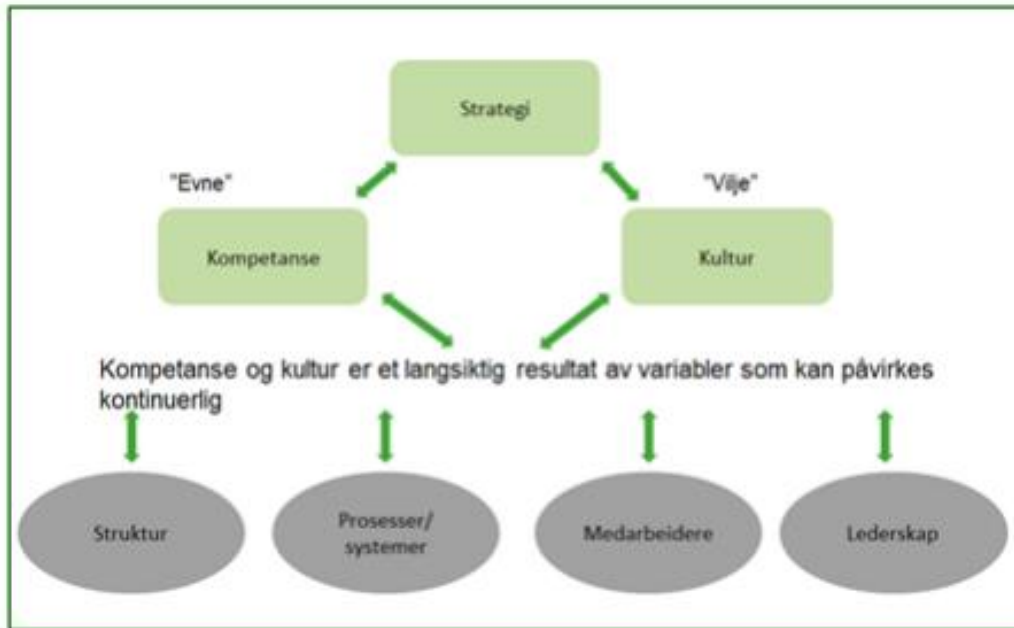 Strategi
"Evne"
"Vilje"
Kompetanse
Kultur
Kompetanse og kultur er et langsiktig resultat av variabler som kan påvirkes
kontinuerlig
Struktur
Prosesser/
systemer
Medarbeidere
Lederskap